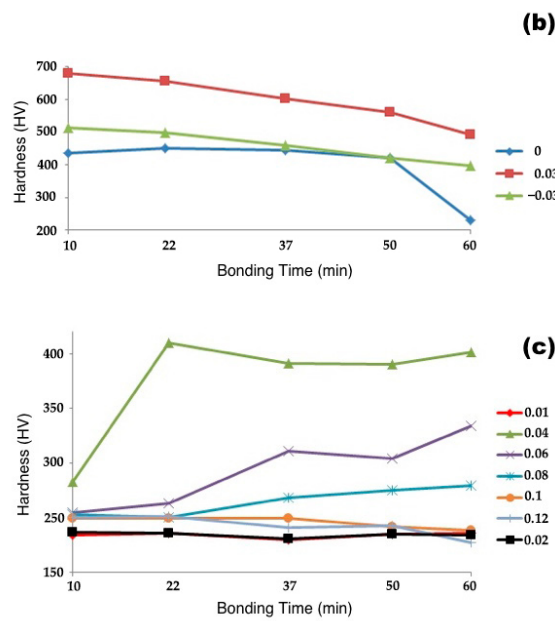 (b)
700
600
500
400
300
200
Hardness (HV)
10 22 37 50 60
Bonding Time (min)
0
0.03
−0.03
(c)
400
350
300
250
150
Hardness (HV)
10 22 37 50 60
Bonding Time (min)
0.01
0.04
0.06
0.08
0.1
0.12
0.02